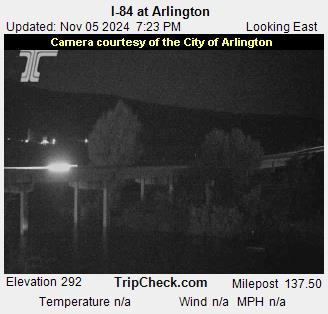 I-84 at Arlington
Updated: Nov 05 2024 7:23 PM Looking East
Camera courtesy of the City of Arlington
Elevation 292 TripCheck.com Milepost 137.50
Temperature n/a Wind n/a MPH n/a